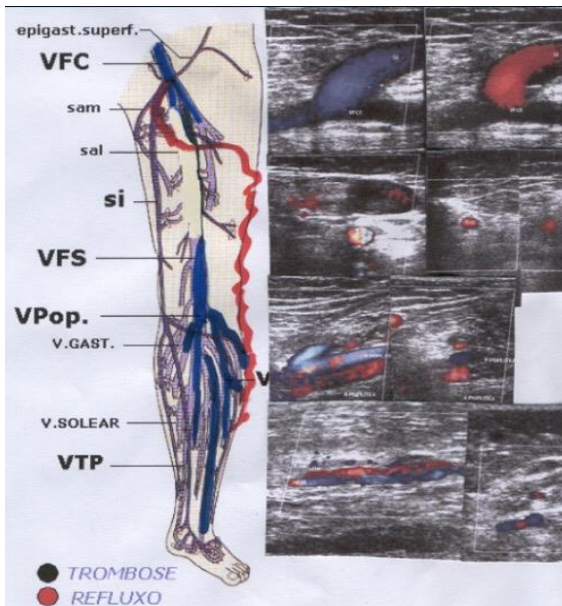 epigast.superf.
VFC
sam
sal
si
VFS
VPop.
V.GAST.
V
V.SOLEAR
VTP
TROMBOSE
REFLUXO